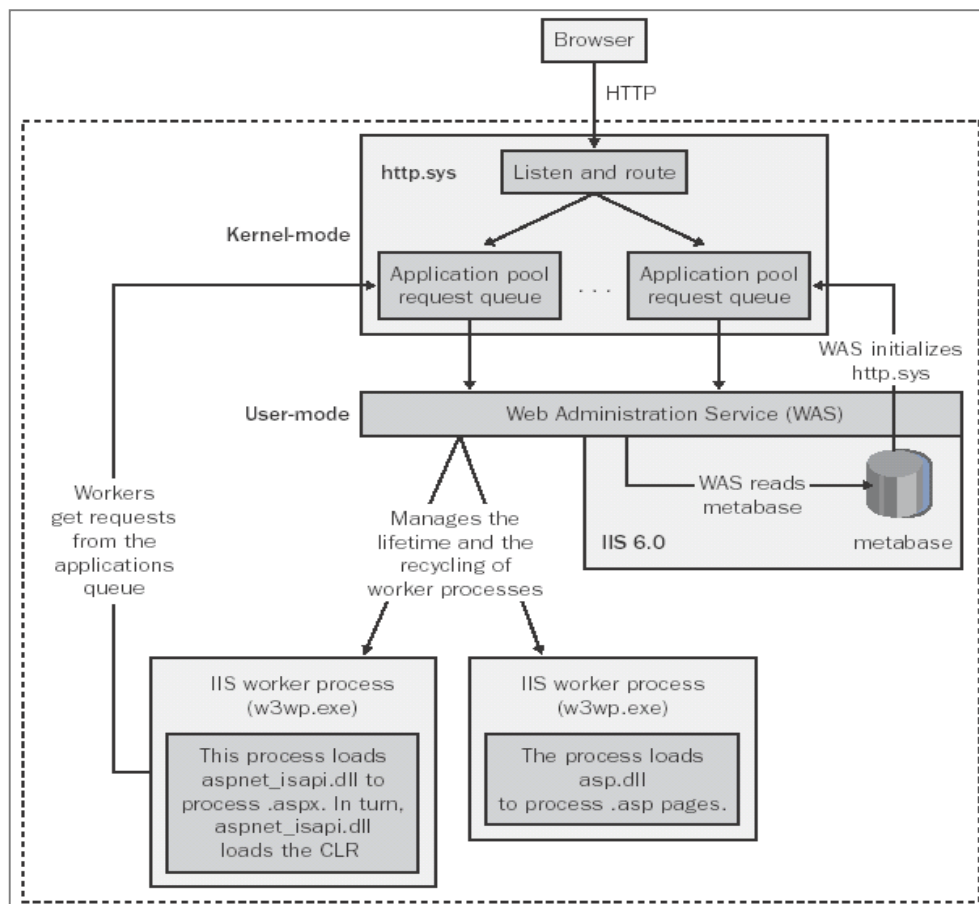 Browser
HTTP
http.sys
Listen and route
Kernel-mode
Application pool
request queue
. . .
Application pool
request queue
WAS initializes
http.sys
User-mode
Web Administration Service (WAS)
WAS reads
metabase
IIS 6.0
metabase
Workers
get requests
from the
applications
queue
Manages the
lifetime and the
recycling of
worker processes
IIS worker process
(w3wp.exe)
This process loads
aspnet_isapi.dll to
process .aspx. In turn,
aspnet_isapi.dll
loads the CLR
IIS worker process
(w3wp.exe)
The process loads
asp.dll
to process .asp pages.